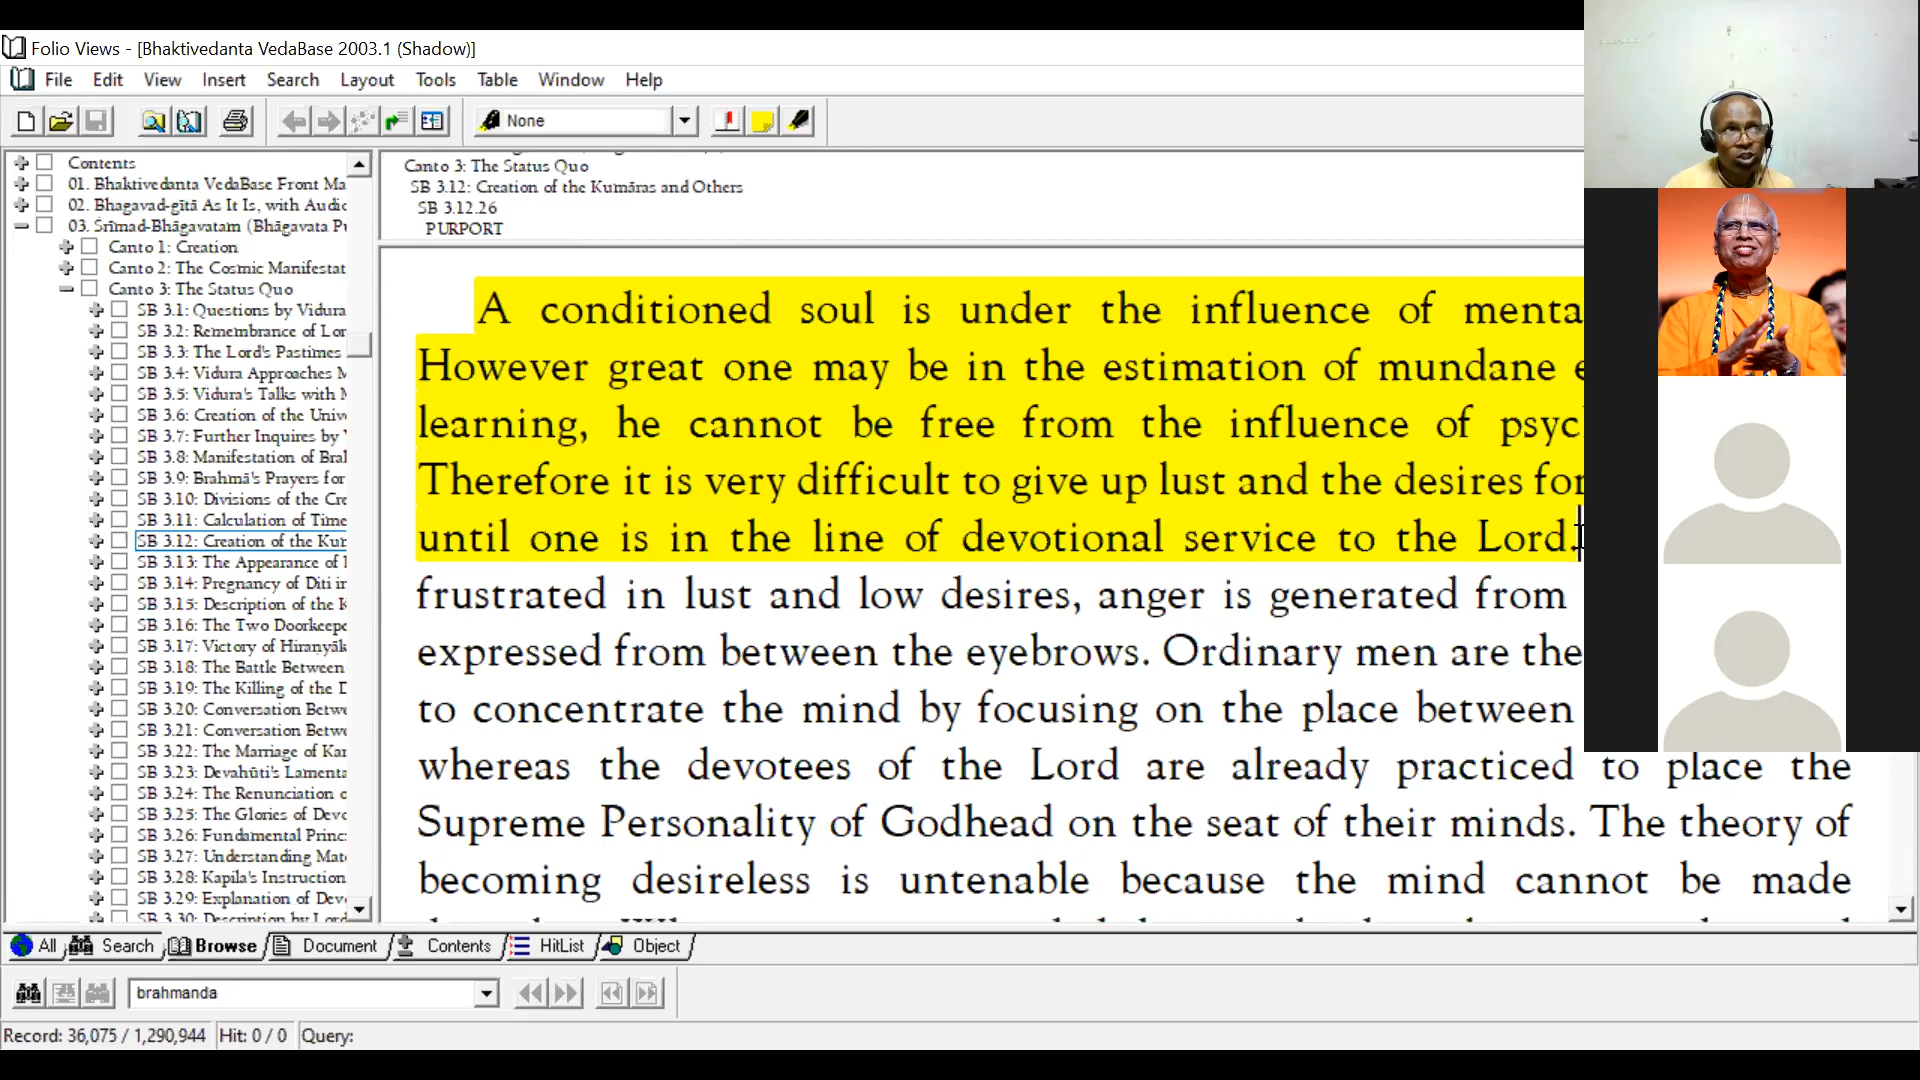 Folio Views - [Bhaktivedanta VedaBase 2003.1 (Shadow)]
File Edit View Insert Search Layout Tools Table Window Help
None
Contents
01. Bhaktivedanta VedaBase Front Ma
02. Bhagavad-gītā As It Is, with Audio
03. Śrīmad-Bhāgavatam (Bhāgavata Pu
Canto 1: Creation
Canto 2: The Cosmic Manifestat
Canto 3: The Status Quo
SB 3.1: Questions by Vidura
SB 3.2: Remembrance of Lor
SB 3.3: The Lord's Pastimes
SB 3.4: Vidura Approaches M
SB 3.5: Vidura's Talks with M
SB 3.6: Creation of the Univ
SB 3.7: Further Inquires by
SB 3.8: Manifestation of Bra
SB 3.9: Brahmā's Prayers for
SB 3.10: Divisions of the Cre
SB 3.11: Calculation of Time
SB 3.12: Creation of the Kum
SB 3.13: The Appearance of
SB 3.14: Pregnancy of Diti in
SB 3.15: Description of the K
SB 3.16: The Two Doorkeepe
SB 3.17: Victory of Hiraṇyāk
SB 3.18: The Battle Between
SB 3.19: The Killing of the D
SB 3.20: Conversation Betwe
SB 3.21: Conversation Betwe
SB 3.22: The Marriage of Kar
SB 3.23: Devahūti's Lamenta
SB 3.24: The Renunciation o
SB 3.25: The Glories of Devo
SB 3.26: Fundamental Princ
SB 3.27: Understanding Mate
SB 3.28: Kapila's Instruction
SB 3.29: Explanation of Dev
SB 3.30: Description by Lord
Canto 3: The Status Quo
SB 3.12: Creation of the Kumāras and Others
SB 3.12.26
PURPORT
A conditioned soul is under the influence of menta
However great one may be in the estimation of mundane e
learning, he cannot be free from the influence of psyc
Therefore it is very difficult to give up lust and the desires for
until one is in the line of devotional service to the Lord.
frustrated in lust and low desires, anger is generated from
expressed from between the eyebrows. Ordinary men are the
to concentrate the mind by focusing on the place between
whereas the devotees of the Lord are already practiced to place the
Supreme Personality of Godhead on the seat of their minds. The theory of
becoming desireless is untenable because the mind cannot be made
All Search Browse Document Contents HitList Object
brahmanda
Record: 36,075 / 1,290,944 Hit: 0 / 0 Query: